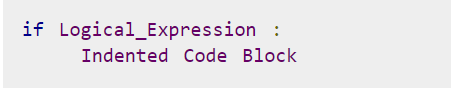 if Logical_Expression :
    Indented Code Block